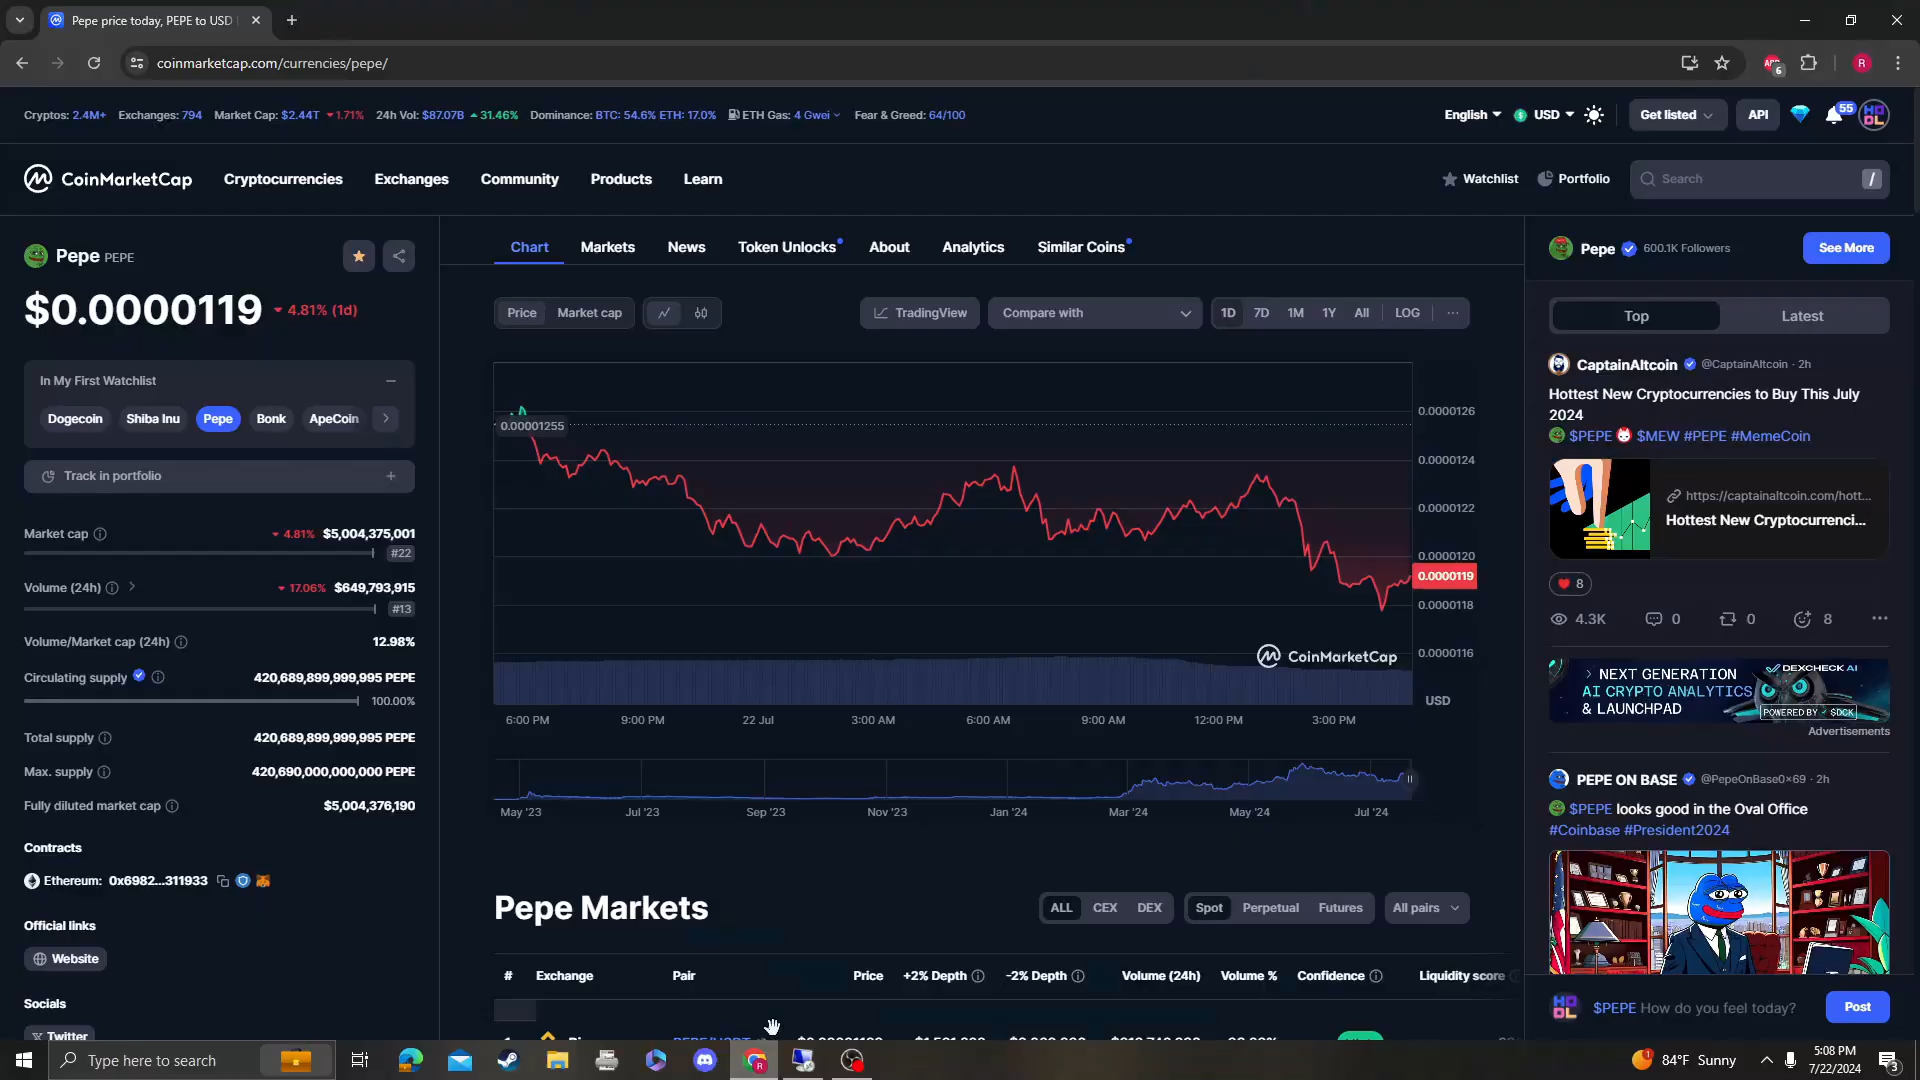 Pepe price today, PEPE to USD
coinmarketcap.com/currencies/pepe/
6
R
Cryptos: 2.4M+ Exchanges: 794 Market Cap: $2.44T 1.71% 24h Vol: $87.07B 31.46% Dominance: BTC: 54.6% ETH: 17.0% ETH Gas: 4 Gwei Fear & Greed: 64/100
English USD Get listed API 55
CoinMarketCap Cryptocurrencies Exchanges Community Products Learn
Watchlist Portfolio Search /
Pepe PEPE
$0.0000119 4.81% (1d)
In My First Watchlist
Dogecoin Shiba Inu Pepe Bonk ApeCoin
Track in portfolio +
Market cap 4.81% $5,004,375,001
#22
Volume (24h) 17.06% $649,793,915
#13
Volume/Market cap (24h) 12.98%
Circulating supply 420,689,899,999,995 PEPE
100.00%
Total supply 420,689,899,999,995 PEPE
Max. supply 420,690,000,000,000 PEPE
Fully diluted market cap $5,004,376,190
Contracts
Ethereum: 0x6982...311933
Official links
Website
Socials
Twitter
Chart Markets News Token Unlocks About Analytics Similar Coins
Price Market cap TradingView Compare with 1D 7D 1M 1Y All LOG ...
0.00001255
0.0000126
0.0000124
0.0000122
0.0000120
0.0000119
0.0000118
0.0000116
CoinMarketCap
USD
6:00 PM 9:00 PM 22 Jul 3:00 AM 6:00 AM 9:00 AM 12:00 PM 3:00 PM
May '23 Jul '23 Sep '23 Nov '23 Jan '24 Mar '24 May '24 Jul '24
Pepe Markets ALL CEX DEX Spot Perpetual Futures All pairs
# Exchange Pair Price +2% Depth -2% Depth Volume (24h) Volume % Confidence Liquidity score
Pepe 600.1K Followers See More
Top Latest
CaptainAltcoin @CaptainAltcoin · 2h
Hottest New Cryptocurrencies to Buy This July
2024
$PEPE $MEW #PEPE #MemeCoin
https://captainaltcoin.com/hott...
Hottest New Cryptocurrenci...
8
4.3K 0 0 8
NEXT GENERATION
AI CRYPTO ANALYTICS
& LAUNCHPAD
DEXCHECK AI
POWERED BY $DCK
Advertisements
PEPE ON BASE @PepeOnBase0x69 · 2h
$PEPE looks good in the Oval Office
#Coinbase #President2024
$PEPE How do you feel today? Post
Type here to search
84°F Sunny
5:08 PM
7/22/2024
3